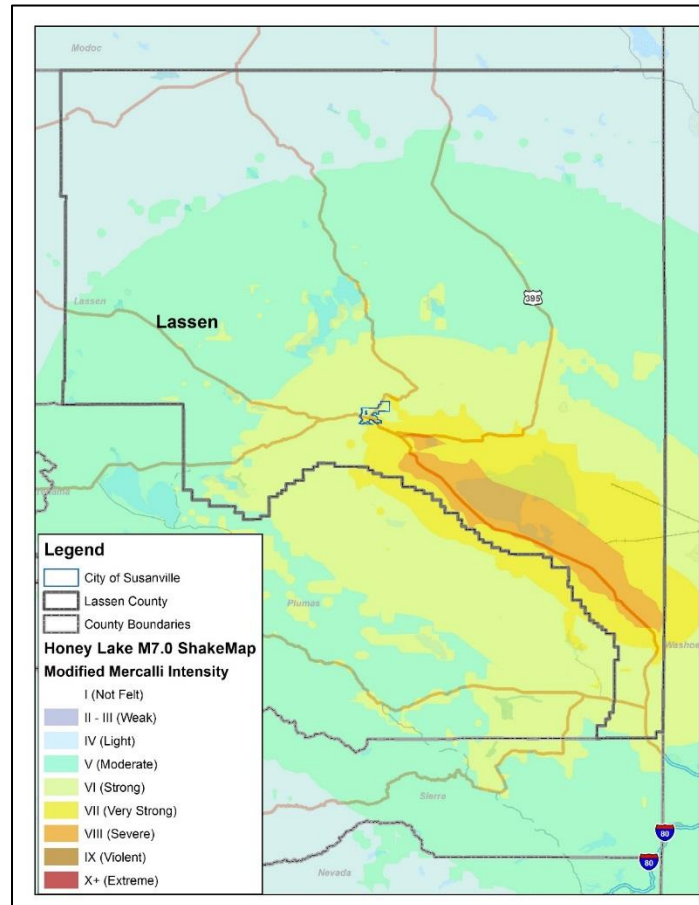 Modoc
395
Lassen
Lassen
Plumas
Washoe
Sierra
80
80
Nevada
Legend
City of Susanville
Lassen County
County Boundaries
Honey Lake M7.0 ShakeMap
Modified Mercalli Intensity
I (Not Felt)
II - III (Weak)
IV (Light)
V (Moderate)
VI (Strong)
VII (Very Strong)
VIII (Severe)
IX (Violent)
X+ (Extreme)